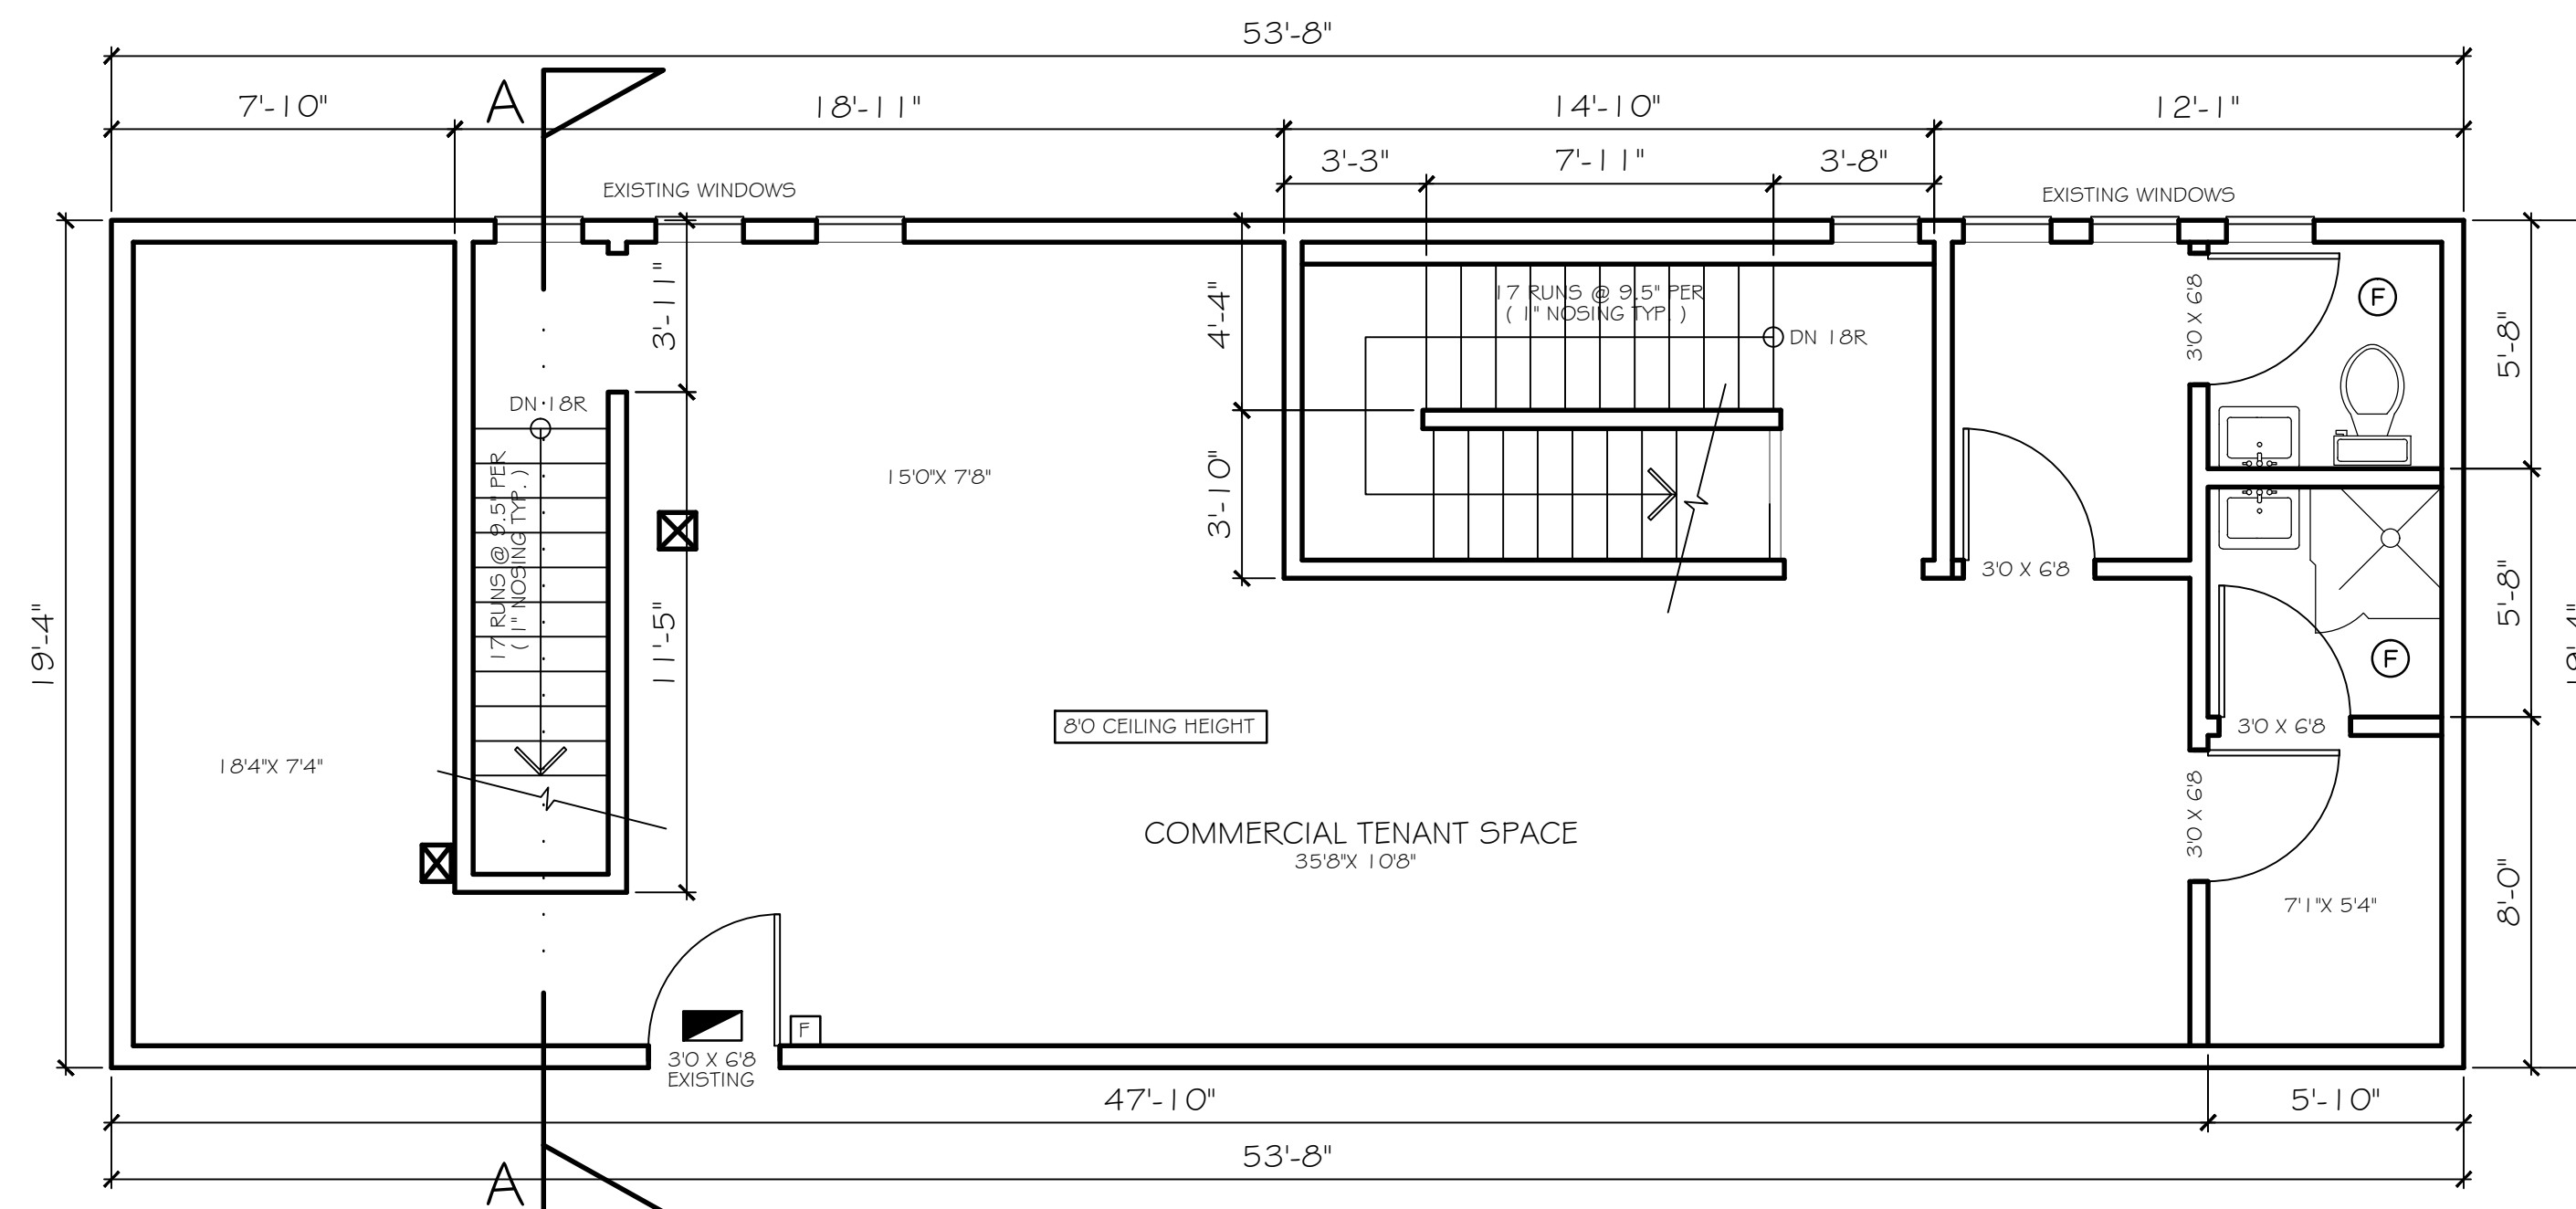 53'-8"
7'-10"
A
18'-11"
14'-10"
12'-1"
3'-3"
7'-11"
3'-8"
EXISTING WINDOWS
EXISTING WINDOWS
3'-11"
4'-4"
17 RUNS @ 9.5" PER
( 1" NOSING TYP. )
DN 18R
3'0 X 6'8
F
5'-8"
DN 18R
17 RUNS @ 9.5" PER
( 1" NOSING TYP. )
15'0"X 7'8"
3'-10"
3'0 X 6'8
5'-8"
19'-4"
11'-5"
F
8'0 CEILING HEIGHT
3'0 X 6'8
18'4"X 7'4"
COMMERCIAL TENANT SPACE
35'8"X 10'8"
3'0 X 6'8
7'1"X 5'4"
8'-0"
F
3'0 X 6'8
EXISTING
47'-10"
5'-10"
53'-8"
A